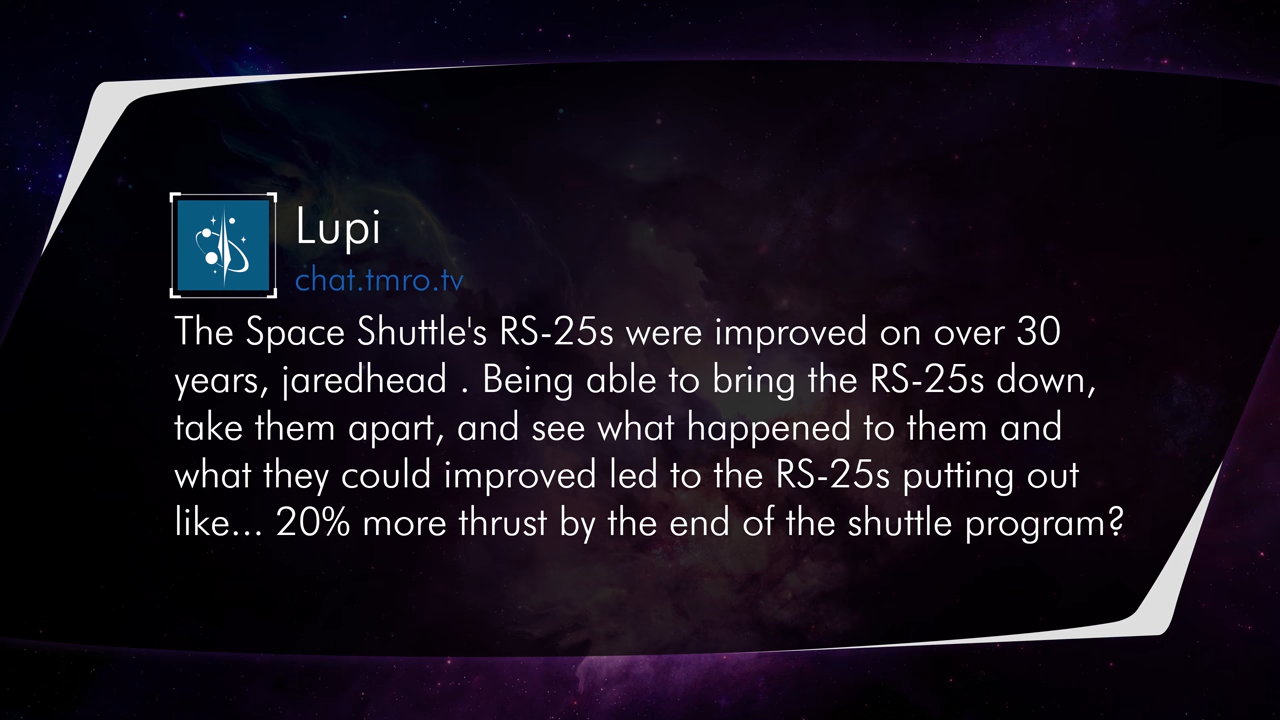 Lupi
chat.tmro.tv
The Space Shuttle's RS-25s were improved on over 30
years, jaredhead . Being able to bring the RS-25s down,
take them apart, and see what happened to them and
what they could improved led to the RS-25s putting out
like... 20% more thrust by the end of the shuttle program?